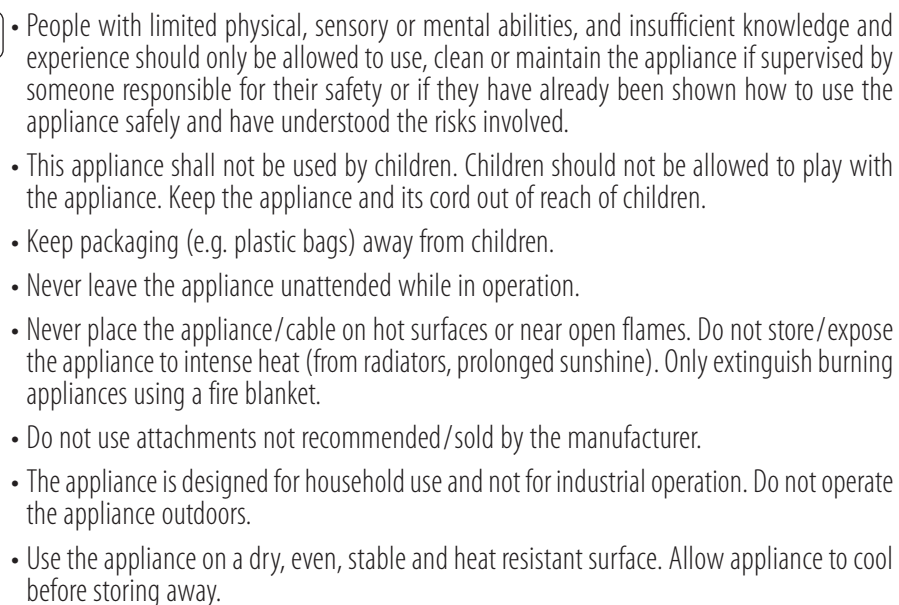 • People with limited physical, sensory or mental abilities, and insufficient knowledge and
experience should only be allowed to use, clean or maintain the appliance if supervised by
someone responsible for their safety or if they have already been shown how to use the
appliance safely and have understood the risks involved.
• This appliance shall not be used by children. Children should not be allowed to play with
the appliance. Keep the appliance and its cord out of reach of children.
• Keep packaging (e.g. plastic bags) away from children.
• Never leave the appliance unattended while in operation.
• Never place the appliance/cable on hot surfaces or near open flames. Do not store/expose
the appliance to intense heat (from radiators, prolonged sunshine). Only extinguish burning
appliances using a fire blanket.
• Do not use attachments not recommended/sold by the manufacturer.
• The appliance is designed for household use and not for industrial operation. Do not operate
the appliance outdoors.
• Use the appliance on a dry, even, stable and heat resistant surface. Allow appliance to cool
before storing away.